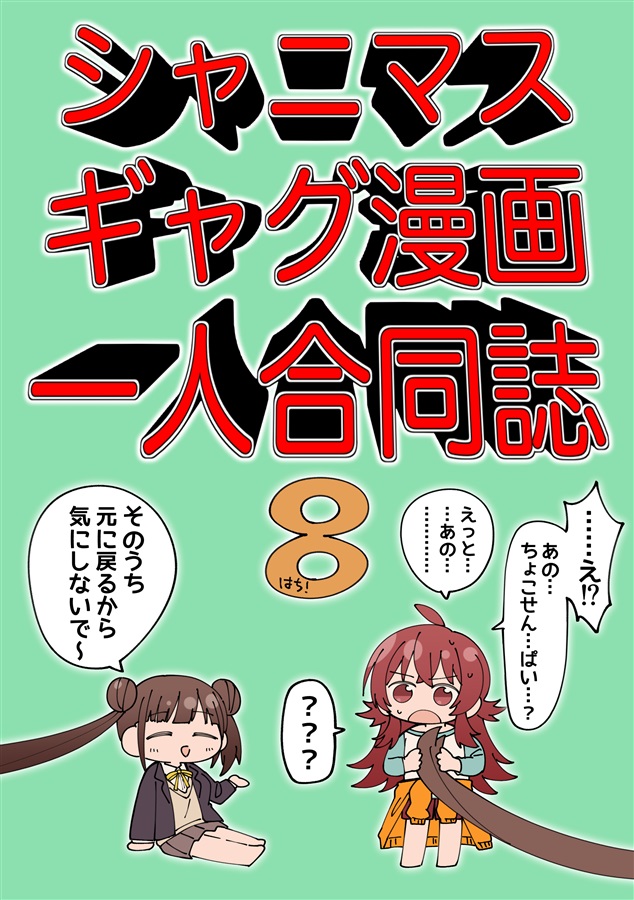 シャニマス
ギャグ漫画
一人合同誌
8
はち!
……え!?
あの…
ちょこせん…ぱい…?
えっと…
…あの…
…………
???
そのうち
元に戻るから
気にしないで〜